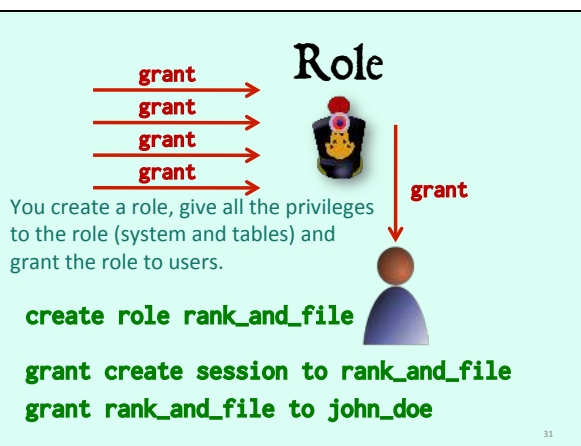 Role
grant
grant
grant
grant
grant
You create a role, give all the privileges
to the role (system and tables) and
grant the role to users.
create role rank_and_file
grant create session to rank_and_file
grant rank_and_file to john_doe
31